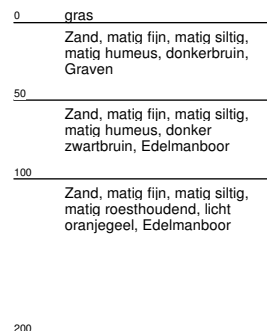 0 gras
Zand, matig fijn, matig siltig,
matig humeus, donkerbruin,
Graven
50
Zand, matig fijn, matig siltig,
matig humeus, donker
zwartbruin, Edelmanboor
100
Zand, matig fijn, matig siltig,
matig roesthoudend, licht
oranjegeel, Edelmanboor
200